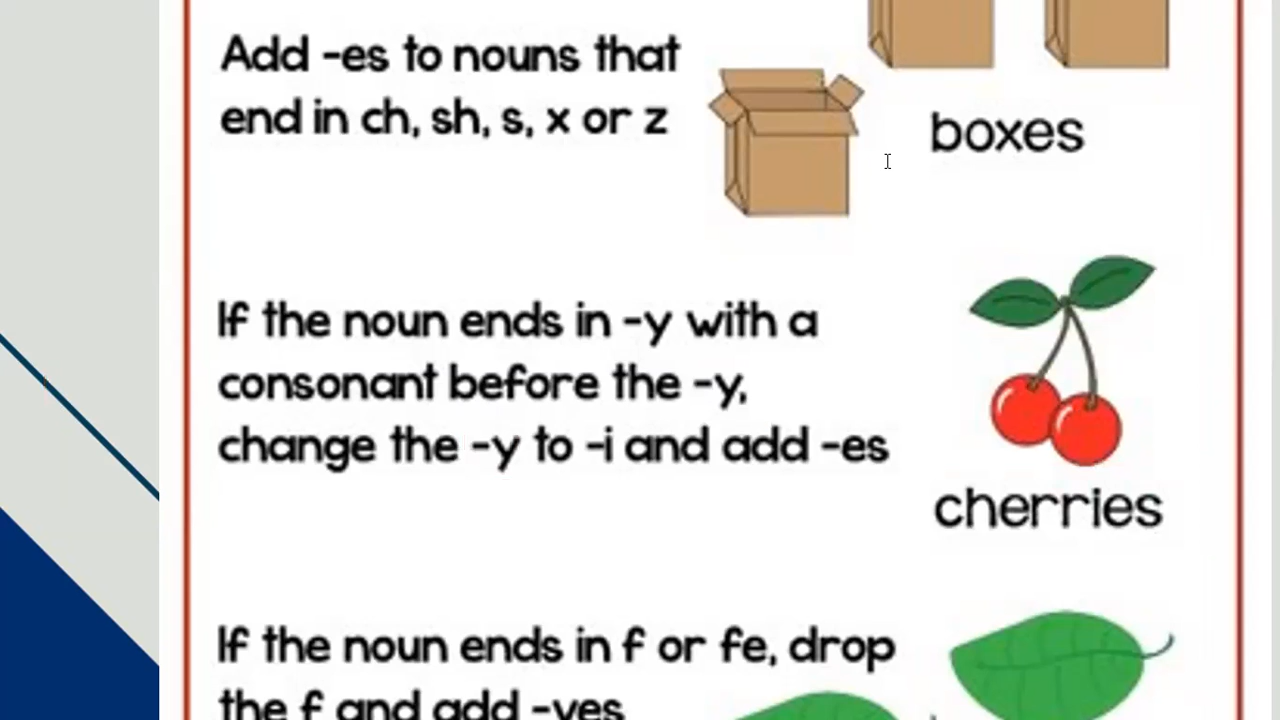 Add -es to nouns that
end in ch, sh, s, x or z
boxes
If the noun ends in -y with a
consonant before the -y,
change the -y to -i and add -es
cherries
If the noun ends in f or fe, drop
the f and add -ves